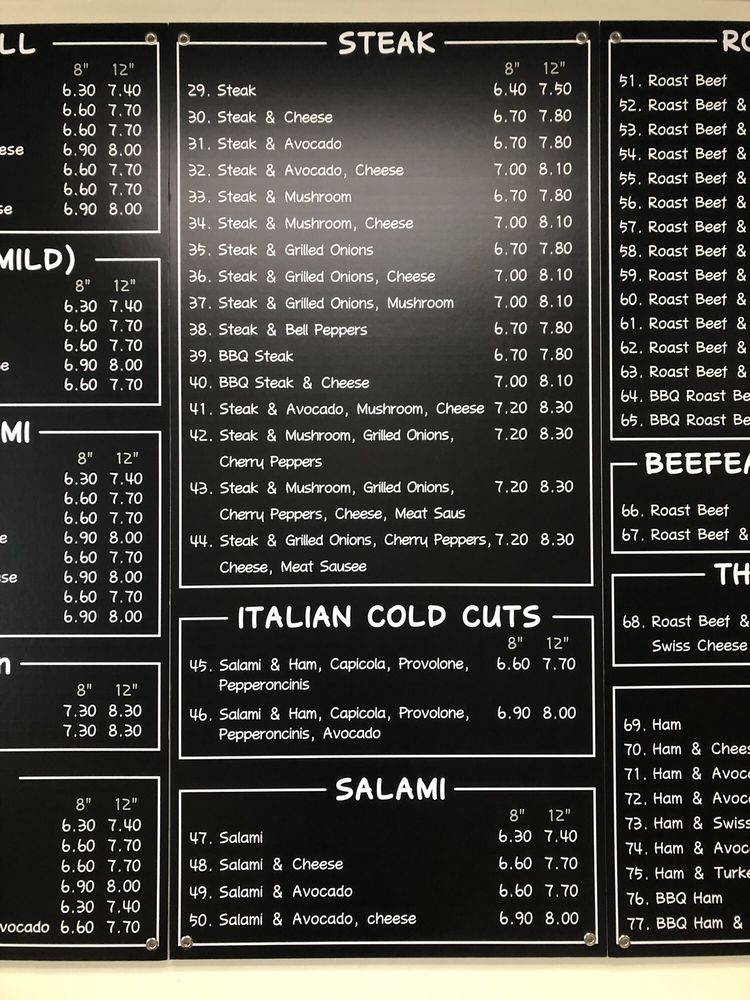 LL
8" 12"
6.30 7.40
6.60 7.70
6.60 7.70
ese 6.90 8.00
6.60 7.70
6.60 7.70
se 6.90 8.00
MILD)
8" 12"
6.30 7.40
6.60 7.70
6.60 7.70
e 6.90 8.00
6.60 7.70
MI
8" 12"
6.30 7.40
6.60 7.70
6.60 7.70
e 6.90 8.00
6.60 7.70
se 6.90 8.00
6.60 7.70
6.90 8.00
n
8" 12"
7.30 8.30
7.30 8.30
8" 12"
6.30 7.40
6.60 7.70
6.60 7.70
6.90 8.00
6.30 7.40
vocado 6.60 7.70
STEAK
8" 12"
29. Steak 6.40 7.50
30. Steak & Cheese 6.70 7.80
31. Steak & Avocado 6.70 7.80
32. Steak & Avocado, Cheese 7.00 8.10
33. Steak & Mushroom 6.70 7.80
34. Steak & Mushroom, Cheese 7.00 8.10
35. Steak & Grilled Onions 6.70 7.80
36. Steak & Grilled Onions, Cheese 7.00 8.10
37. Steak & Grilled Onions, Mushroom 7.00 8.10
38. Steak & Bell Peppers 6.70 7.80
39. BBQ Steak 6.70 7.80
40. BBQ Steak & Cheese 7.00 8.10
41. Steak & Avocado, Mushroom, Cheese 7.20 8.30
42. Steak & Mushroom, Grilled Onions, 7.20 8.30
Cherry Peppers
43. Steak & Mushroom, Grilled Onions, 7.20 8.30
Cherry Peppers, Cheese, Meat Saus
44. Steak & Grilled Onions, Cherry Peppers, 7.20 8.30
Cheese, Meat Sausee
ITALIAN COLD CUTS
8" 12"
45. Salami & Ham, Capicola, Provolone, 6.60 7.70
Pepperoncinis
46. Salami & Ham, Capicola, Provolone, 6.90 8.00
Pepperoncinis, Avocado
SALAMI
8" 12"
47. Salami 6.30 7.40
48. Salami & Cheese 6.60 7.70
49. Salami & Avocado 6.60 7.70
50. Salami & Avocado, cheese 6.90 8.00
RO
51. Roast Beef
52. Roast Beef &
53. Roast Beef &
54. Roast Beef &
55. Roast Beef &
56. Roast Beef &
57. Roast Beef &
58. Roast Beef &
59. Roast Beef &
60. Roast Beef &
61. Roast Beef &
62. Roast Beef &
63. Roast Beef &
64. BBQ Roast Be
65. BBQ Roast Be
BEEFEA
66. Roast Beef
67. Roast Beef &
TH
68. Roast Beef &
Swiss Cheese
69. Ham
70. Ham & Chees
71. Ham & Avoca
72. Ham & Avoca
73. Ham & Swiss
74. Ham & Avoc
75. Ham & Turke
76. BBQ Ham
77. BBQ Ham &